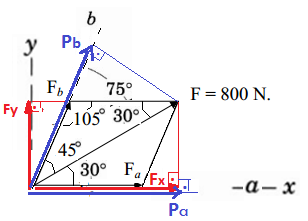 b
y
Pb
75°
Fb
F = 800 N.
Fy
105° 30°
45°
30°
Fa
Fx
-a-x
Pa